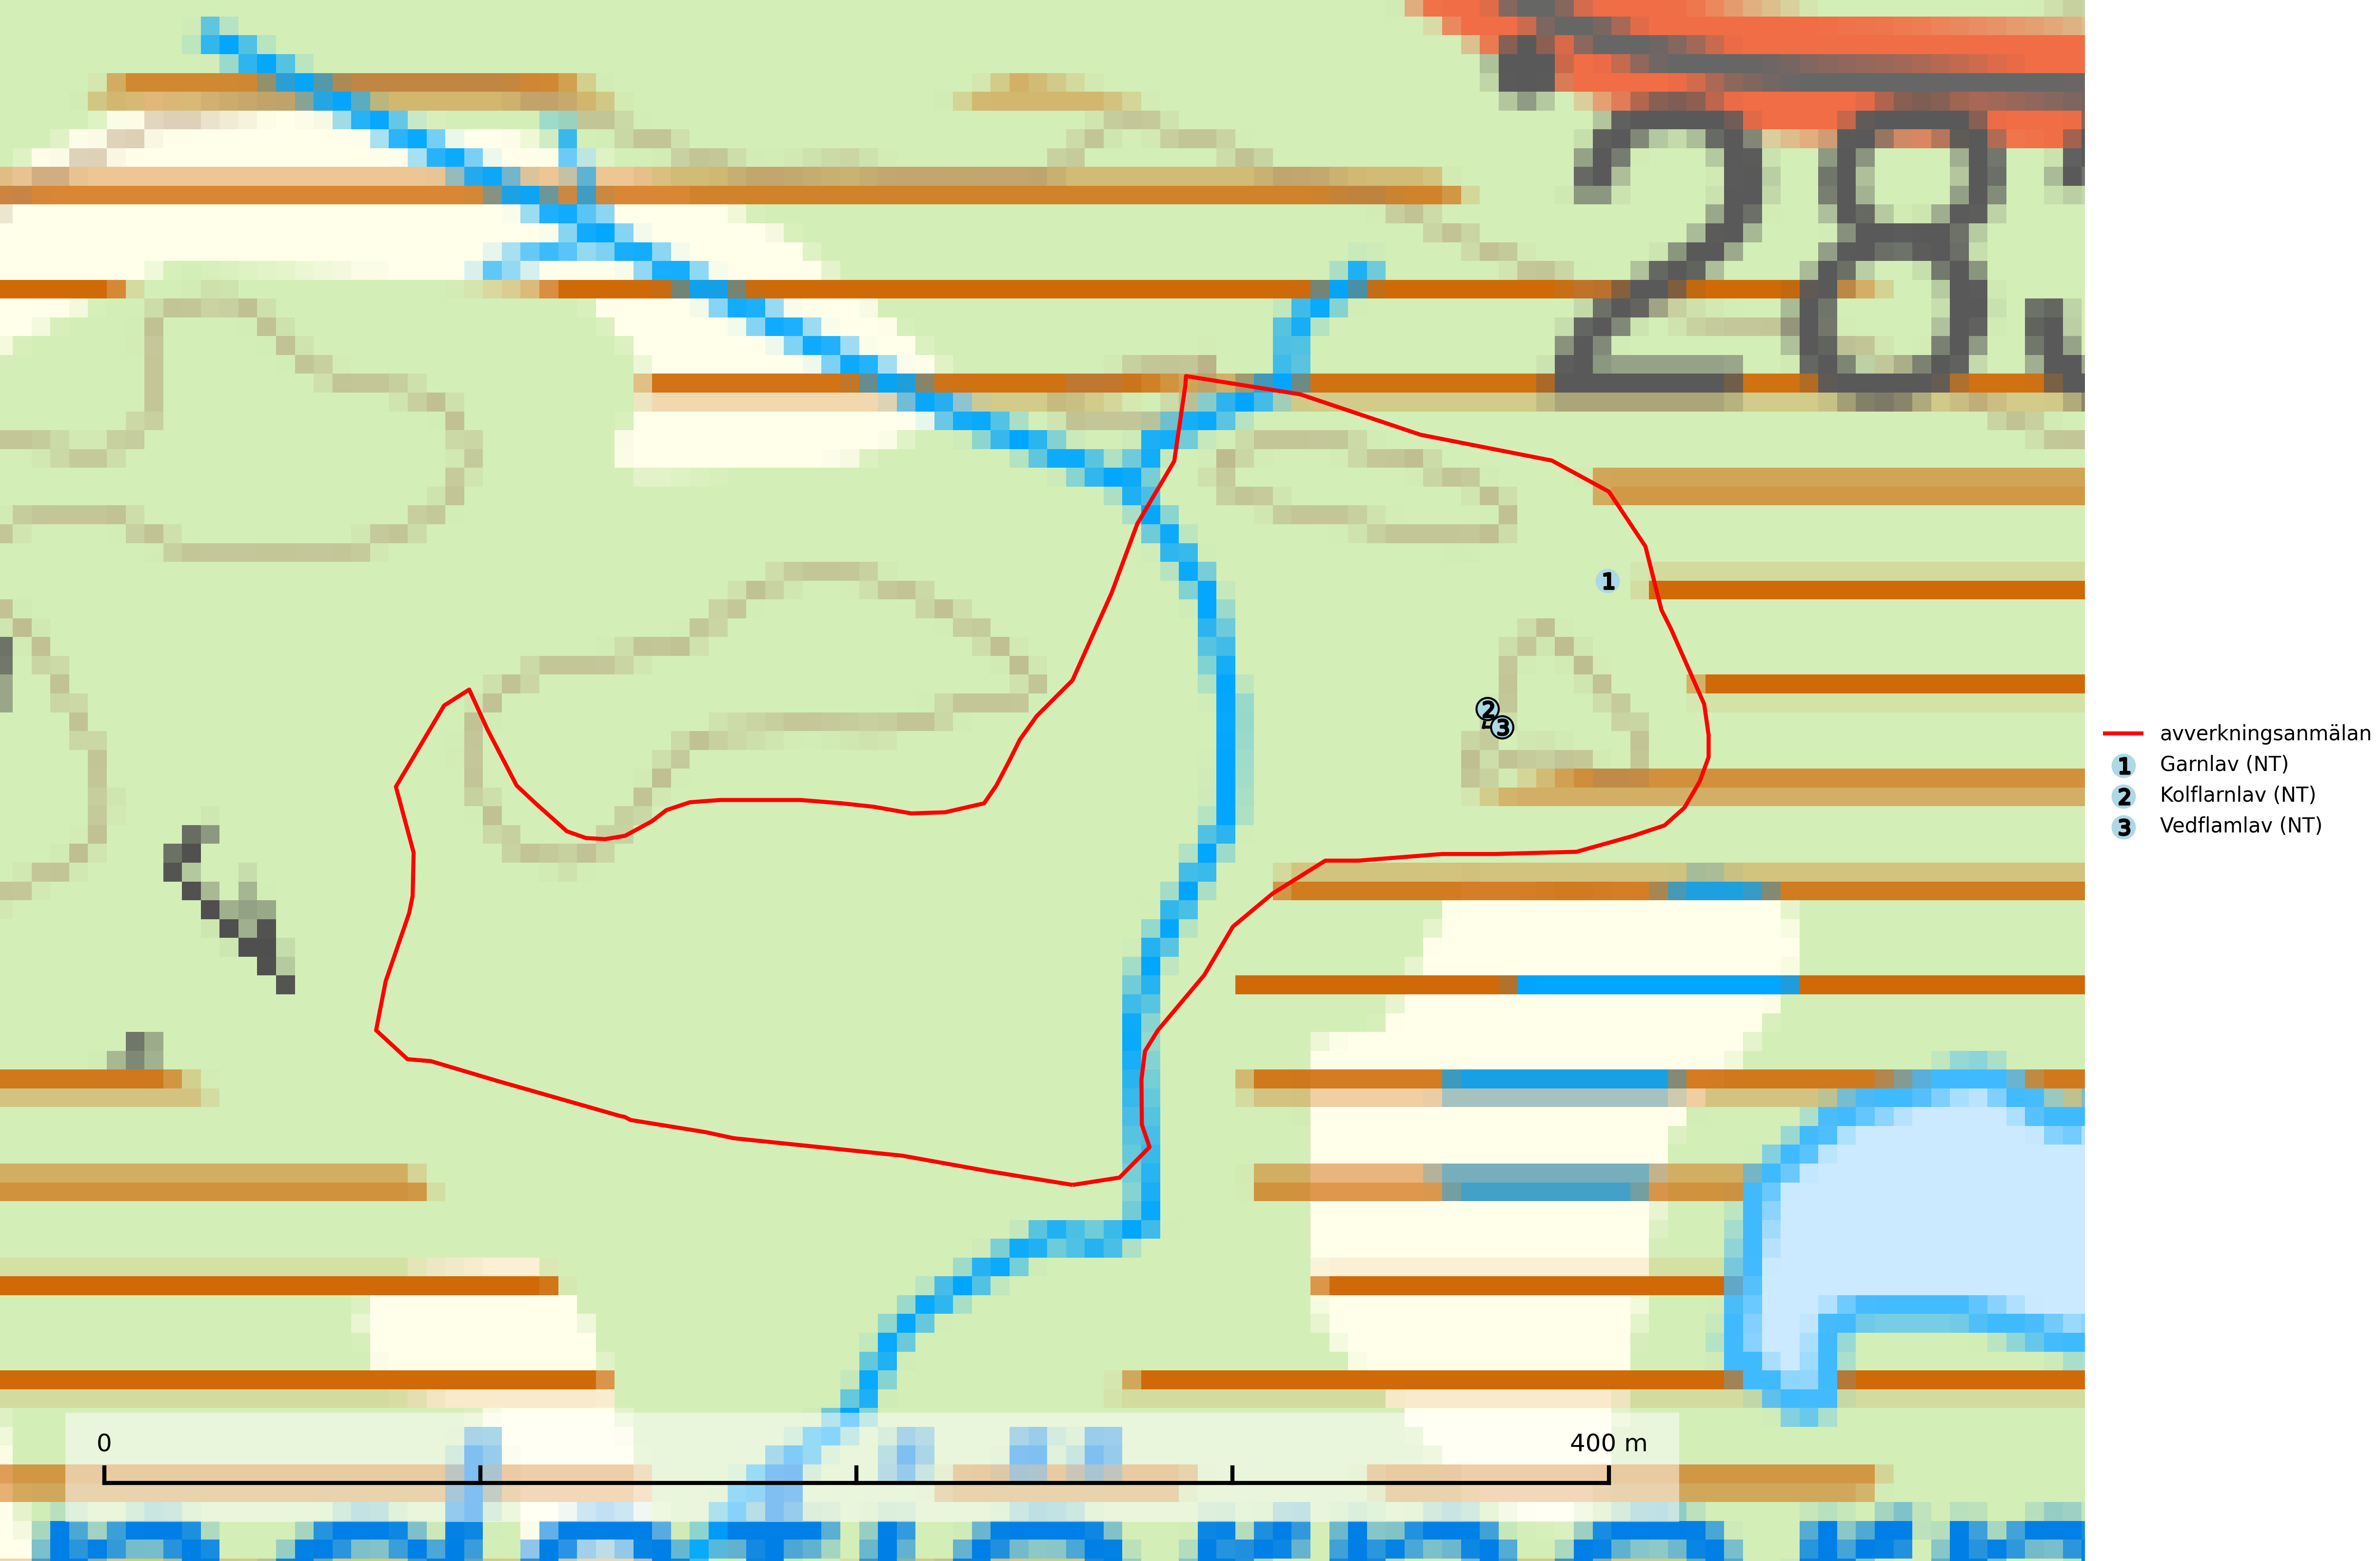 28
1
2
3
avverkningsanmälan
1 Garnlav (NT)
2 Kolflarnlav (NT)
3 Vedflamlav (NT)
0 400 m